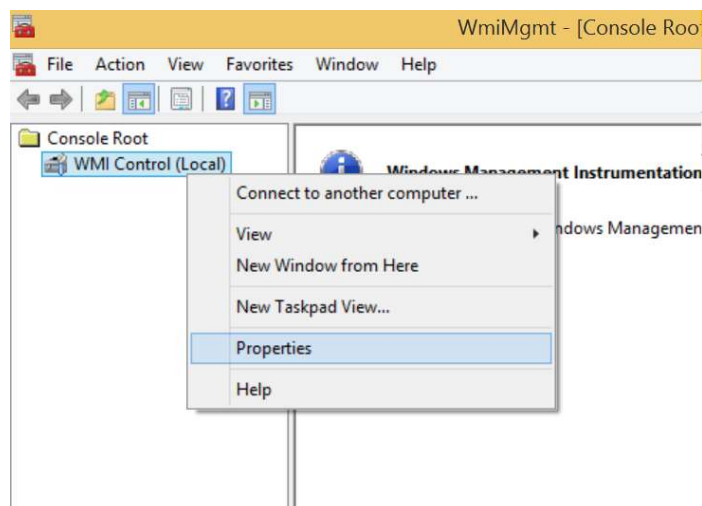 WmiMgmt - [Console Roo
File Action View Favorites Window Help
Console Root
WMI Control (Local)
Windows Management Instrumentation
Connect to another computer ...
View
ndows Managemen
New Window from Here
New Taskpad View...
Properties
Help